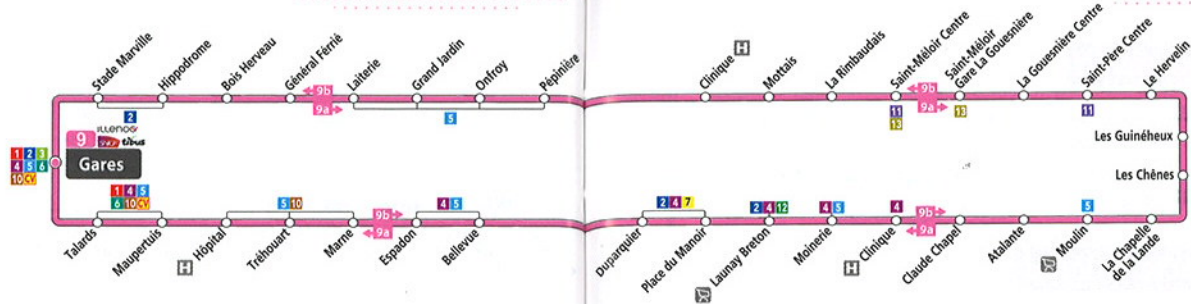 Stade Marville
Hippodrome
Bois Herveau
Général Férrié
Laiterie
Grand Jardin
Onfroy
Pépinière
Clinique H
Mottais
La Rimbaudais
Saint-Méloir Centre
Saint-Méloir
Gare La Gouesnière
La Gouesnière Centre
Saint-Père Centre
Le Hervelin
9b
9a
2
5
9b
9a
11
13
13
11
Les Guinéheux
Les Chênes
9
ILLENOO
tibus
Gares
1 2 3
4 5 6
10 CV
1 4 5
6 10 CV
5 10
9b
9a
4 5
2 4 7
2 4 12
4 5
4
9b
9a
5
Talards
Maupertuis
H Hôpital
Tréhouart
Marne
Espadon
Bellevue
Duparquier
Place du Manoir
Launay Breton
Moinerie
H Clinique
Claude Chapel
Atalante
Moulin
La Chapelle
de la Lande